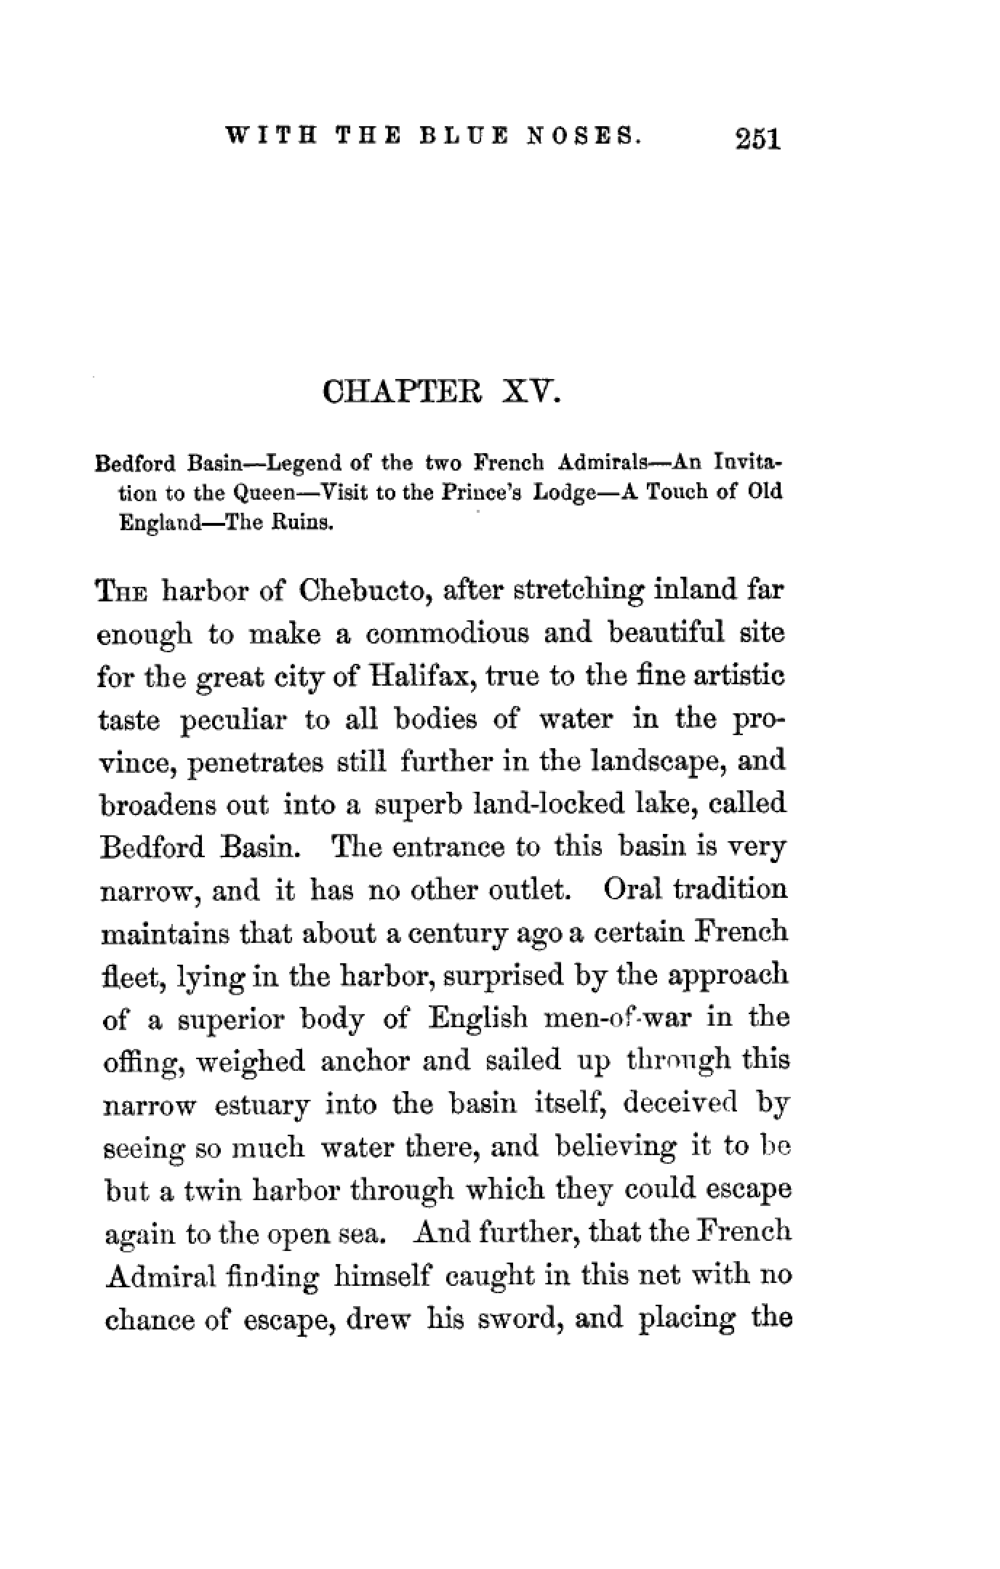 WITH THE BLUE NOSES. 251
CHAPTER XV.
Bedford Basin—Legend of the two French Admirals—An Invita-
tion to the Queen—Visit to the Prince's Lodge—A Touch of Old
England—The Ruins.
THE harbor of Chebucto, after stretching inland far
enough to make a commodious and beautiful site
for the great city of Halifax, true to the fine artistic
taste peculiar to all bodies of water in the pro-
vince, penetrates still further in the landscape, and
broadens out into a superb land-locked lake, called
Bedford Basin. The entrance to this basin is very
narrow, and it has no other outlet. Oral tradition
maintains that about a century ago a certain French
fleet, lying in the harbor, surprised by the approach
of a superior body of English men-of-war in the
offing, weighed anchor and sailed up through this
narrow estuary into the basin itself, deceived by
seeing so much water there, and believing it to be
but a twin harbor through which they could escape
again to the open sea. And further, that the French
Admiral finding himself caught in this net with no
chance of escape, drew his sword, and placing the